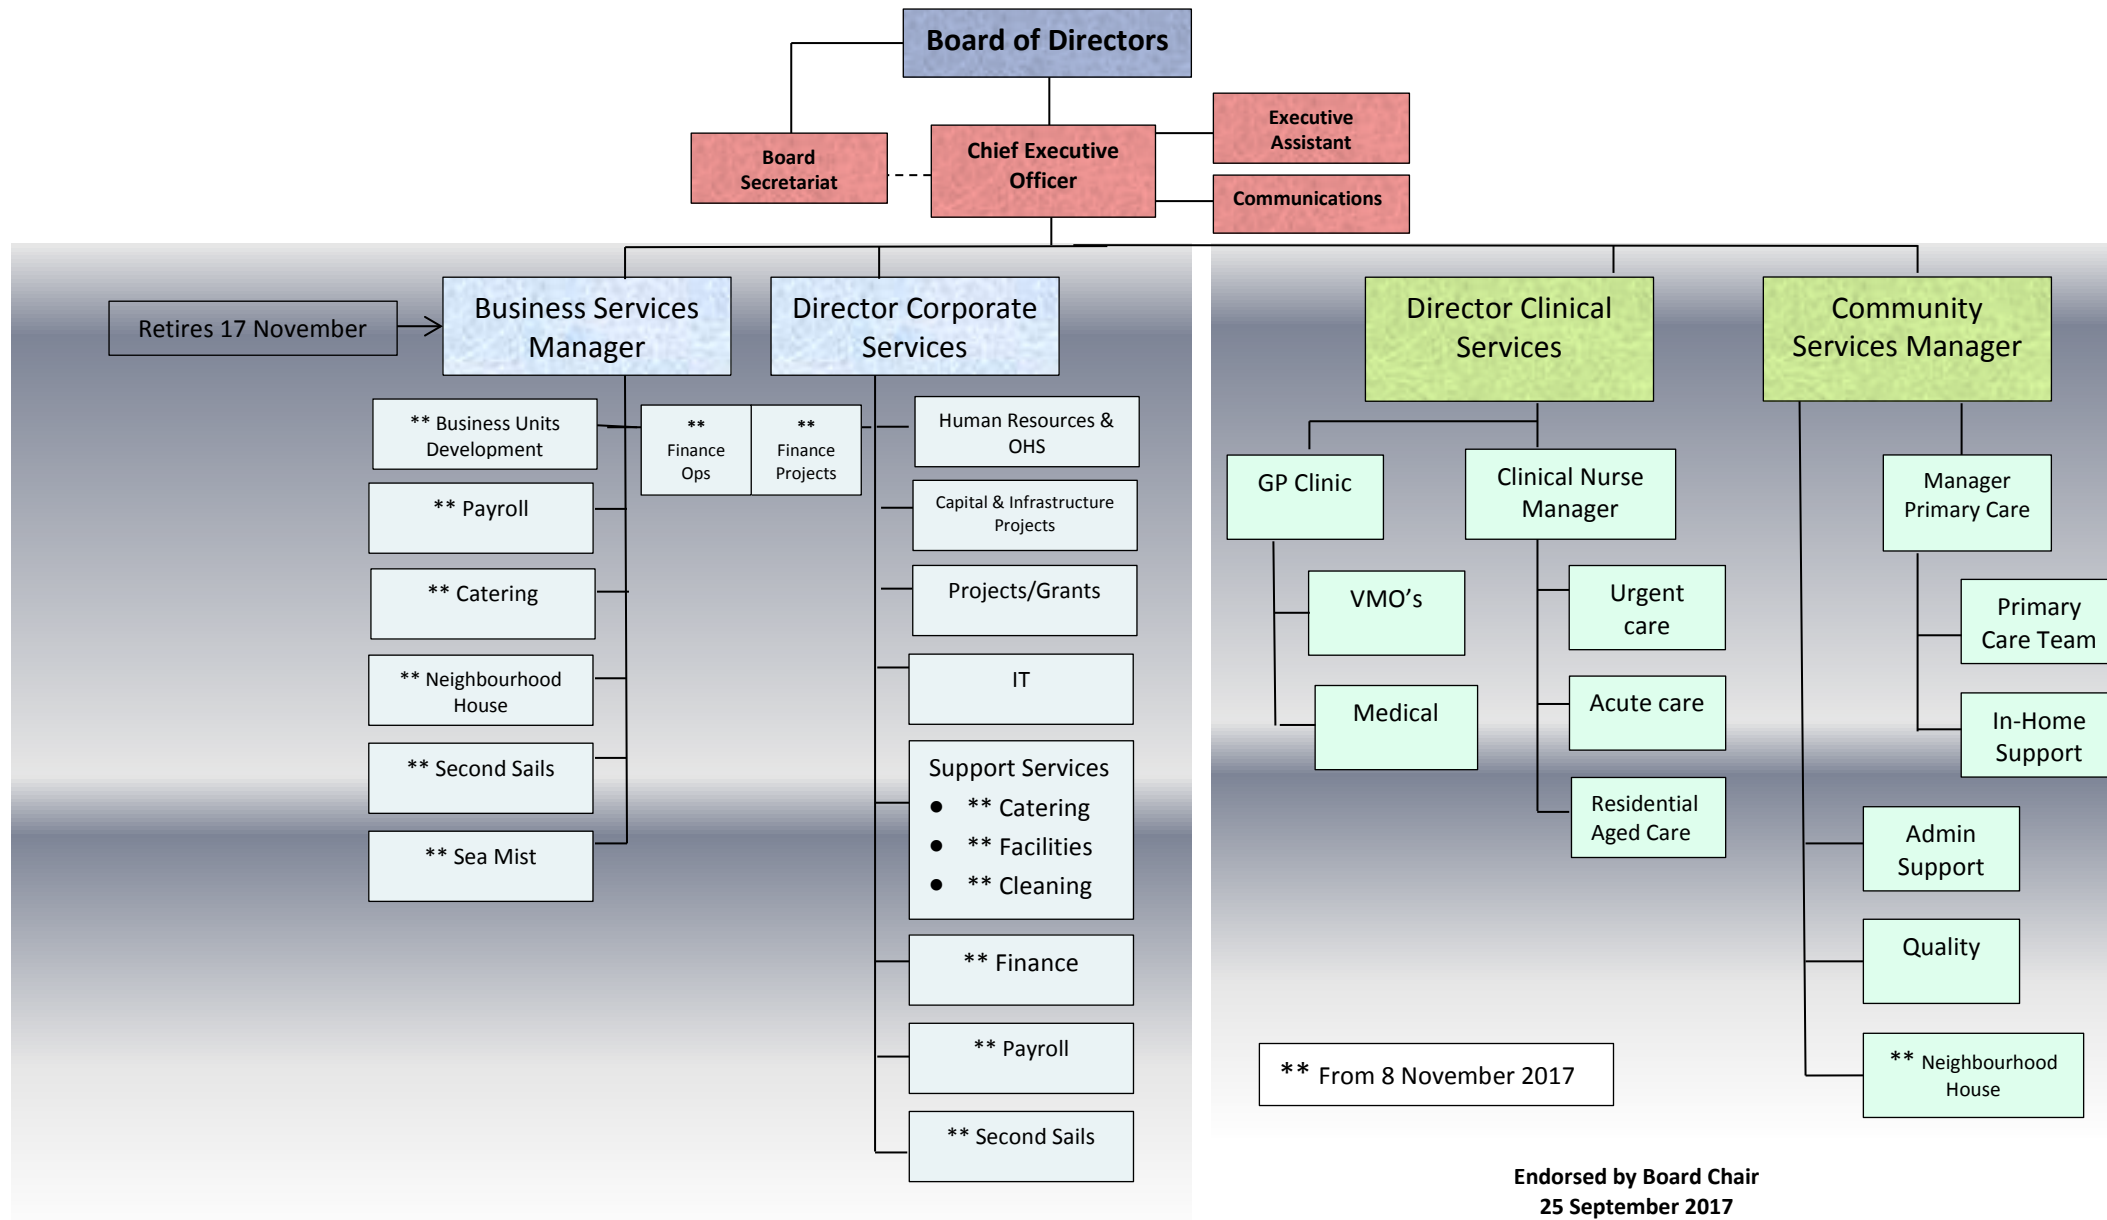 Board of Directors
Board
Secretariat
Chief Executive
Officer
Executive
Assistant
Communications
Retires 17 November
Business Services
Manager
Director Corporate
Services
Director Clinical
Services
Community
Services Manager
** Business Units
Development
**
Finance
Ops
**
Finance
Projects
** Payroll
** Catering
** Neighbourhood
House
** Second Sails
** Sea Mist
Human Resources &
OHS
Capital & Infrastructure
Projects
Projects/Grants
IT
Support Services
● ** Catering
● ** Facilities
● ** Cleaning
** Finance
** Payroll
** Second Sails
GP Clinic
VMO’s
Medical
Clinical Nurse
Manager
Urgent
care
Acute care
Residential
Aged Care
Manager
Primary Care
Primary
Care Team
In-Home
Support
Admin
Support
Quality
** Neighbourhood
House
** From 8 November 2017
Endorsed by Board Chair
25 September 2017